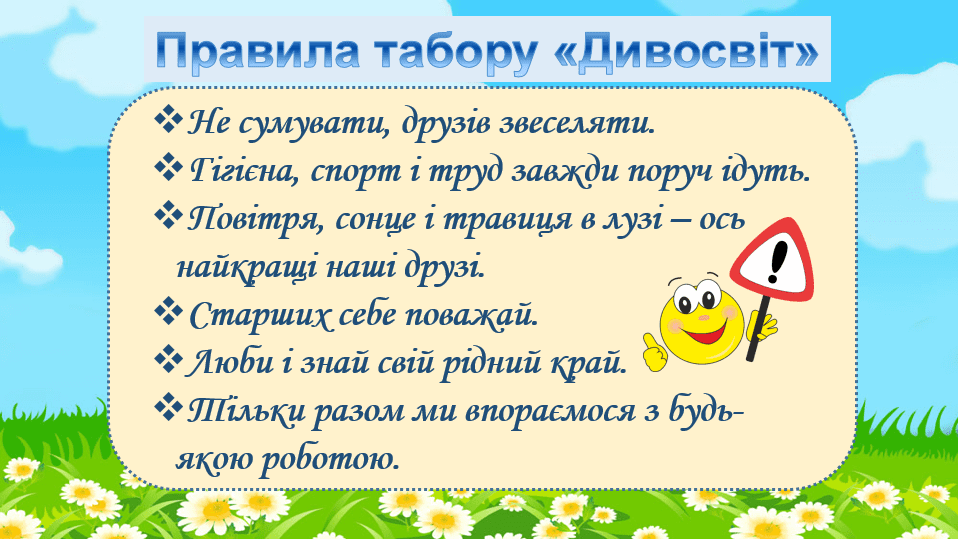 Правила табору «Дивосвіт»
❖Не сумувати, друзів звеселяти.
❖Гігієна, спорт і труд завжди поруч ідуть.
❖Повітря, сонце і травиця в лузі – ось
найкращі наші друзі.
❖Старших себе поважай.
❖Люби і знай свій рідний край.
❖Тільки разом ми впораємося з будь-
якою роботою.